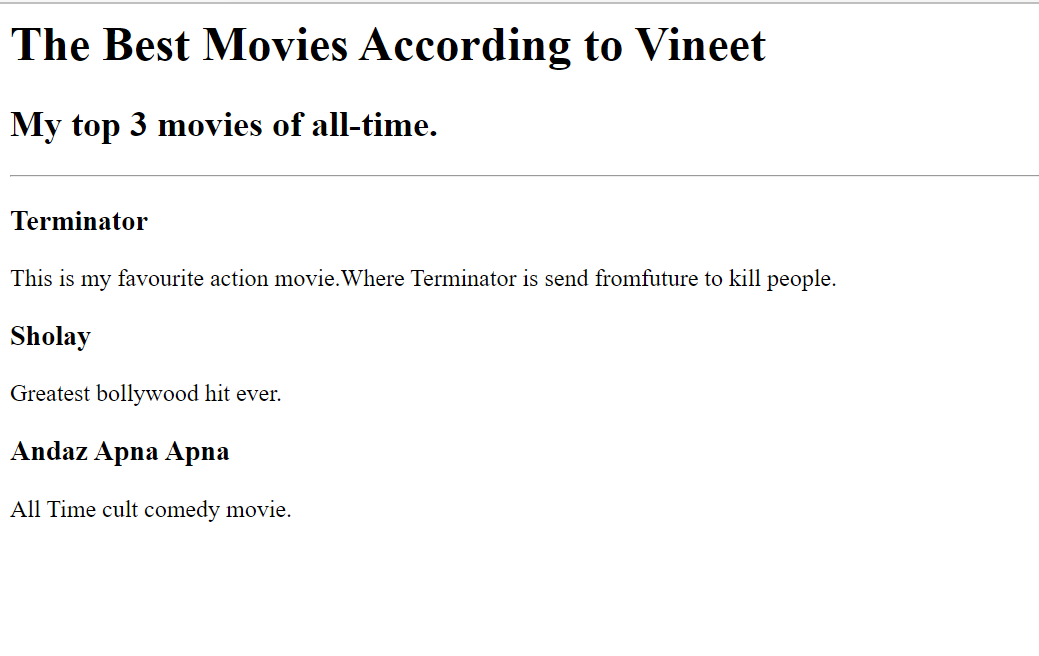 The Best Movies According to Vineet
My top 3 movies of all-time.
Terminator
This is my favourite action movie.Where Terminator is send fromfuture to kill people.
Sholay
Greatest bollywood hit ever.
Andaz Apna Apna
All Time cult comedy movie.